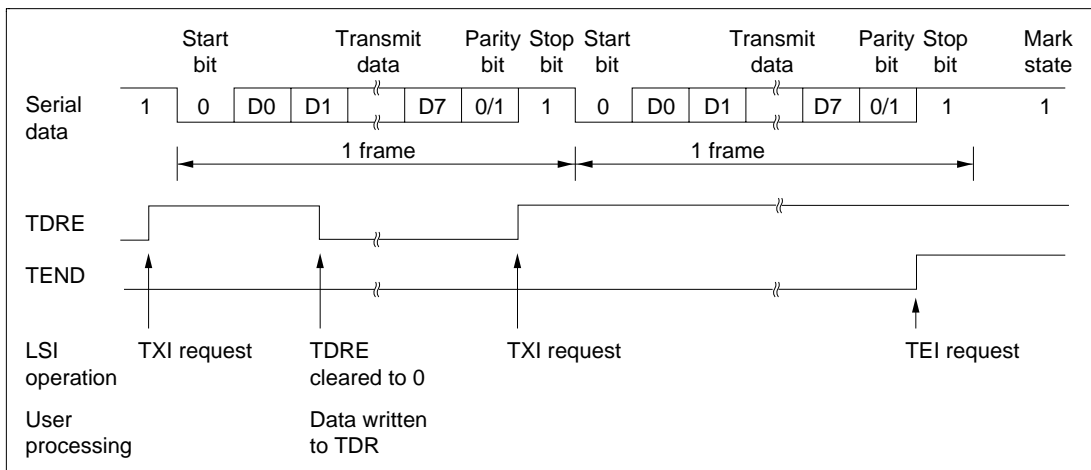 Start bit Transmit data Parity bit Stop bit Start bit Transmit data Parity bit Stop bit Mark state
Serial data 1 0 D0 D1 D7 0/1 1 0 D0 D1 D7 0/1 1 1
1 frame 1 frame
TDRE
TEND
LSI operation TXI request TDRE cleared to 0 TXI request TEI request
User processing Data written to TDR